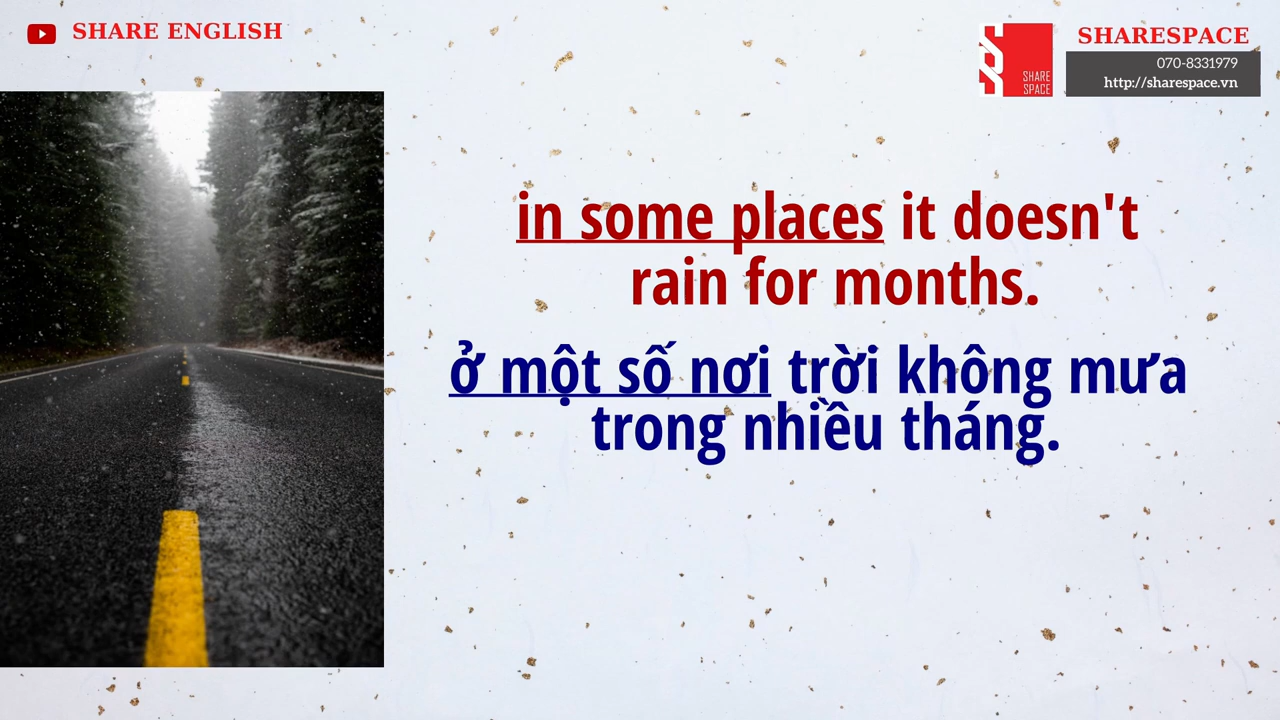 SHARE ENGLISH
SHARESPACE
070-8331979
http://sharespace.vn
SHARE
SPACE
in some places it doesn't
rain for months.
ở một số nơi trời không mưa
trong nhiều tháng.